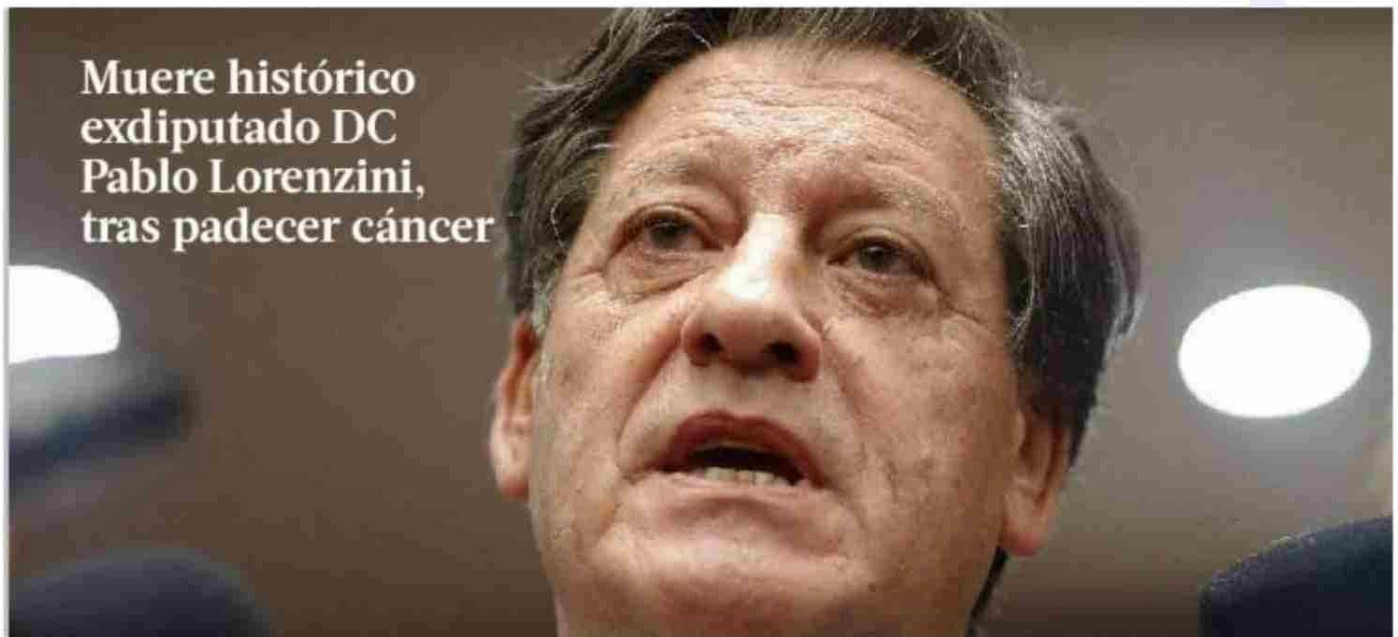 Muere histórico
exdiputado DC
Pablo Lorenzini,
tras padecer cáncer